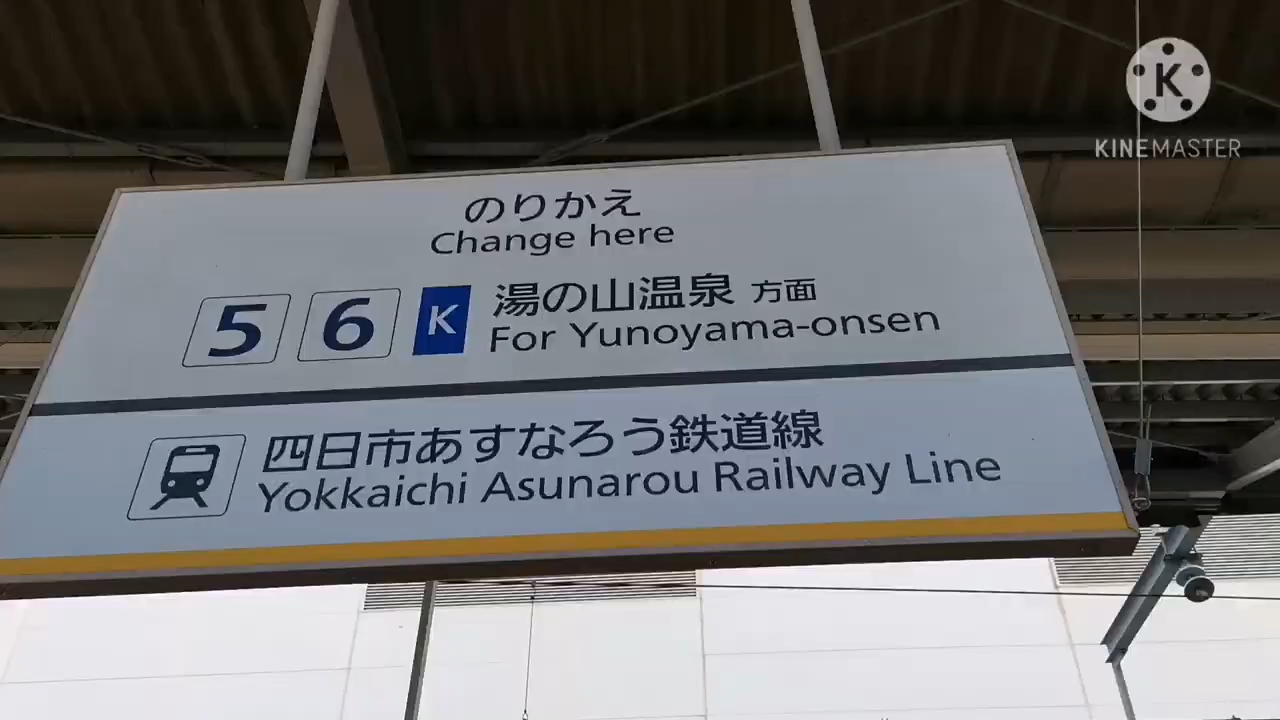 のりかえ
Change here
5 6 K 湯の山温泉 方面
For Yunoyama-onsen
四日市あすなろう鉄道線
Yokkaichi Asunarou Railway Line
K
KINEMASTER